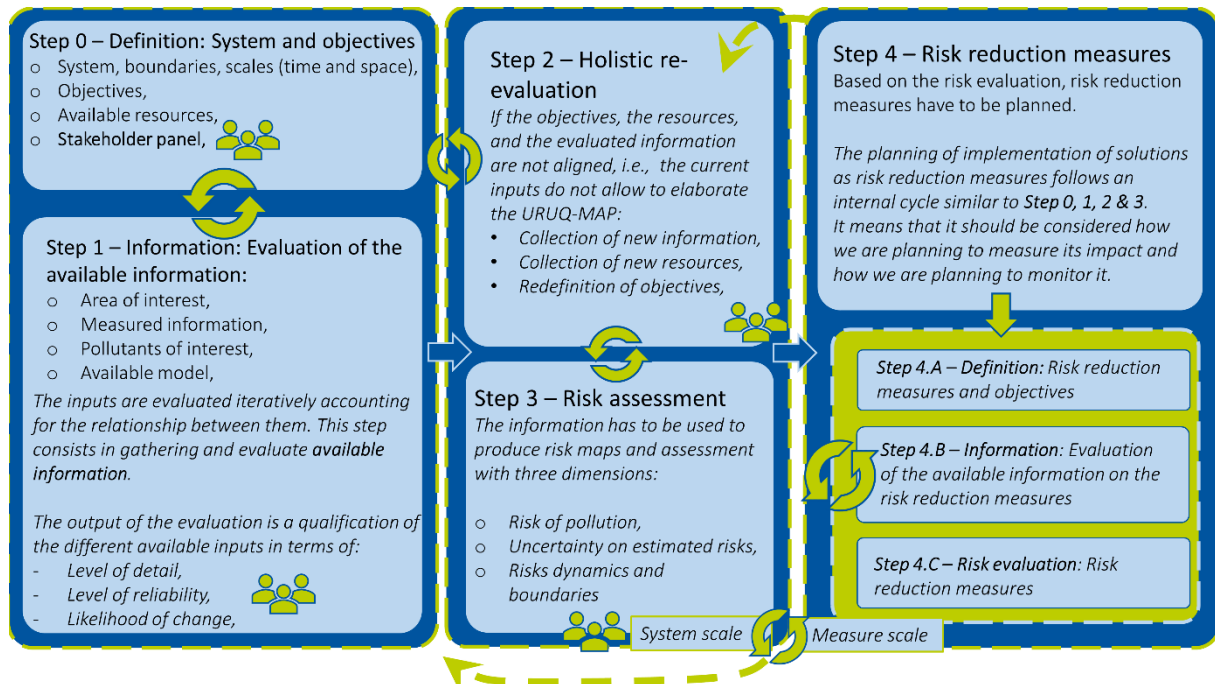 Step 0 – Definition: System and objectives
o System, boundaries, scales (time and space),
o Objectives,
o Available resources,
o Stakeholder panel,
Step 1 – Information: Evaluation of the
available information:
o Area of interest,
o Measured information,
o Pollutants of interest,
o Available model,
The inputs are evaluated iteratively accounting
for the relationship between them. This step
consists in gathering and evaluate available
information.
The output of the evaluation is a qualification of
the different available inputs in terms of:
- Level of detail,
- Level of reliability,
- Likelihood of change,
Step 2 – Holistic re-
evaluation
If the objectives, the resources,
and the evaluated information
are not aligned, i.e., the current
inputs do not allow to elaborate
the URUQ-MAP:
• Collection of new information,
• Collection of new resources,
• Redefinition of objectives,
Step 3 – Risk assessment
The information has to be used to
produce risk maps and assessment
with three dimensions:
o Risk of pollution,
o Uncertainty on estimated risks,
o Risks dynamics and
boundaries
System scale
Measure scale
Step 4 – Risk reduction measures
Based on the risk evaluation, risk reduction
measures have to be planned.
The planning of implementation of solutions
as risk reduction measures follows an
internal cycle similar to Step 0, 1, 2 & 3.
It means that it should be considered how
we are planning to measure its impact and
how we are planning to monitor it.
Step 4.A – Definition: Risk reduction
measures and objectives
Step 4.B – Information: Evaluation
of the available information on the
risk reduction measures
Step 4.C – Risk evaluation: Risk
reduction measures